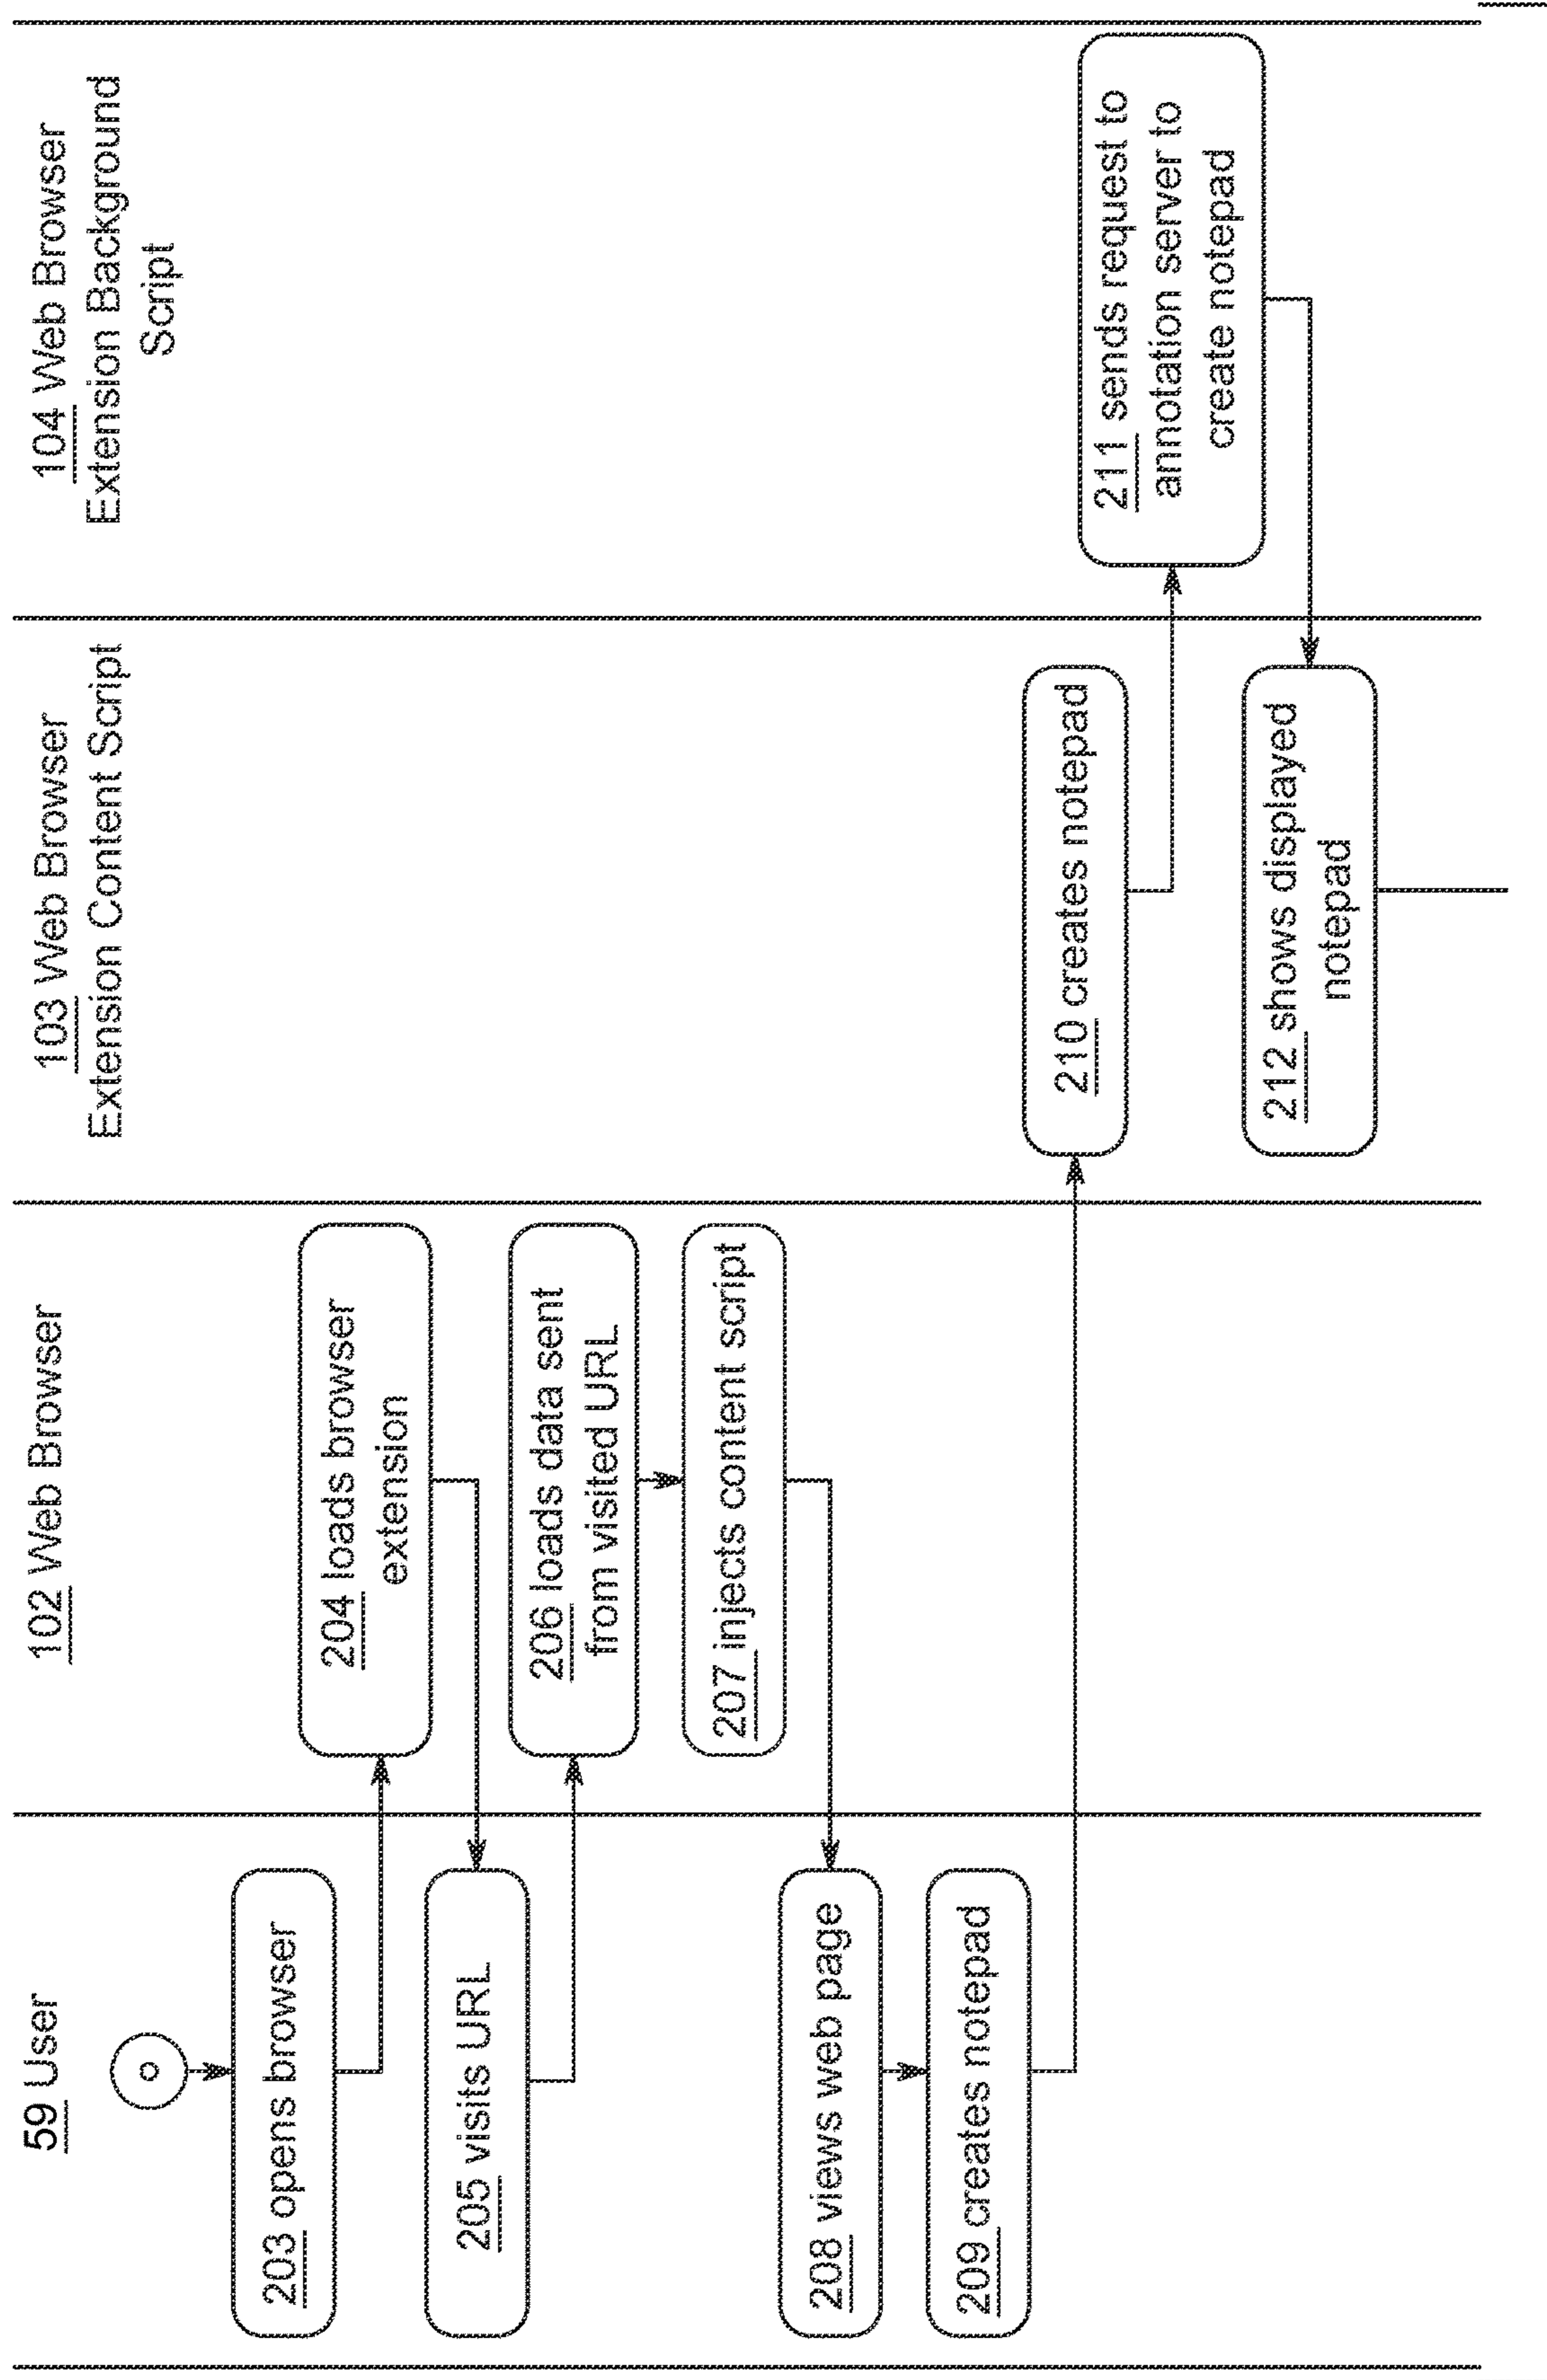 59 User
102 Web Browser
103 Web Browser
Extension Content Script
104 Web Browser
Extension Background
Script
203 opens browser
204 loads browser
extension
205 visits URL
206 loads data sent
from visited URL
207 injects content script
208 views web page
209 creates notepad
210 creates notepad
211 sends request to
annotation server to
create notepad
212 shows displayed
notepad